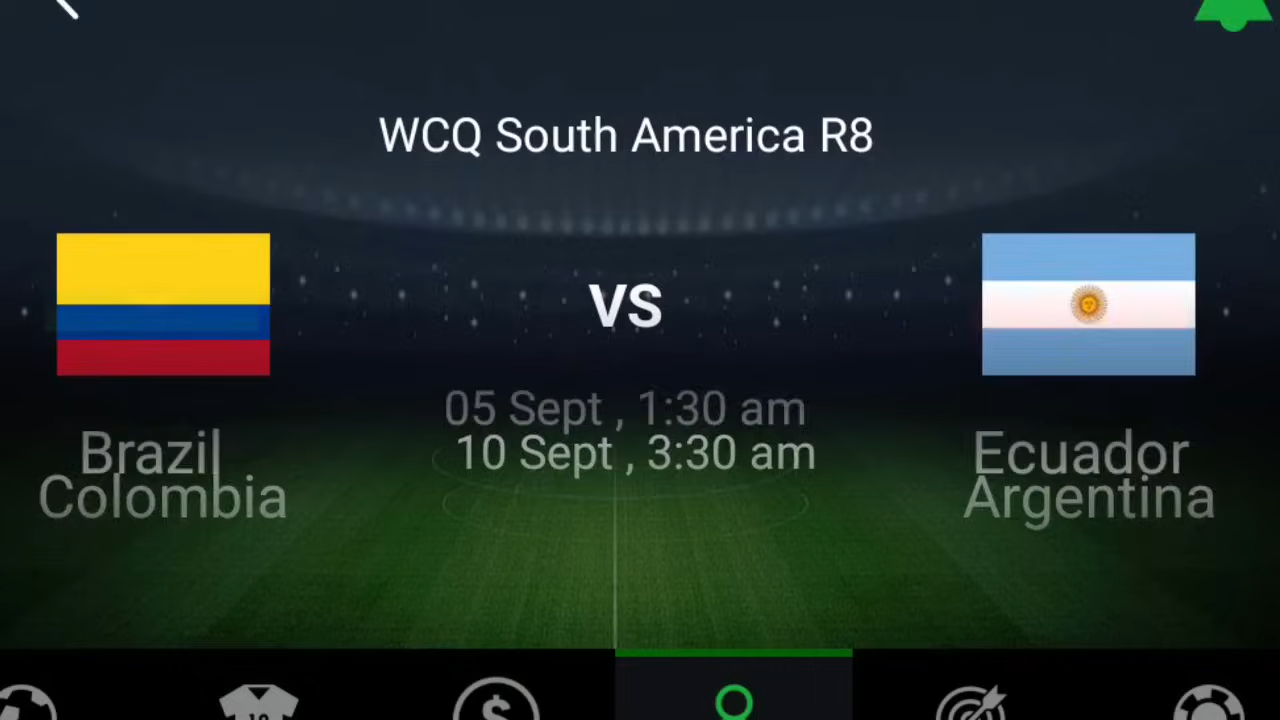 WCQ South America R8
VS
05 Sept , 1:30 am
10 Sept , 3:30 am
Brazil
Colombia
Ecuador
Argentina
$